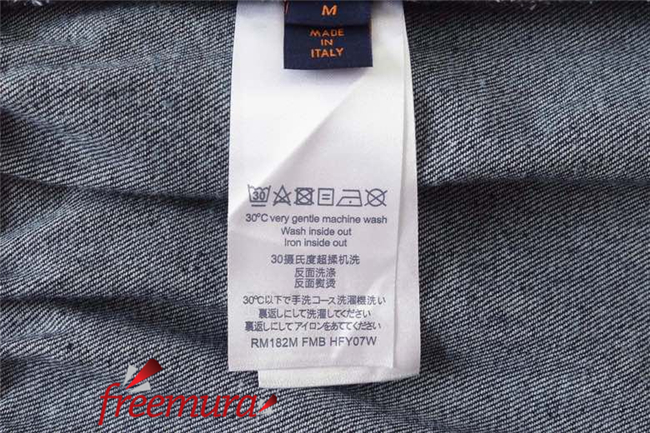 M
MADE
IN
ITALY
30
30°C very gentle machine wash
Wash inside out
Iron inside out
30摄氏度超揉机洗
反面洗涤
反面熨烫
30℃以下で手洗コース洗濯機洗い
裏返しにして洗濯してください
裏返しにアイロンをあててください
RM182M FMB HFY07W
freemura